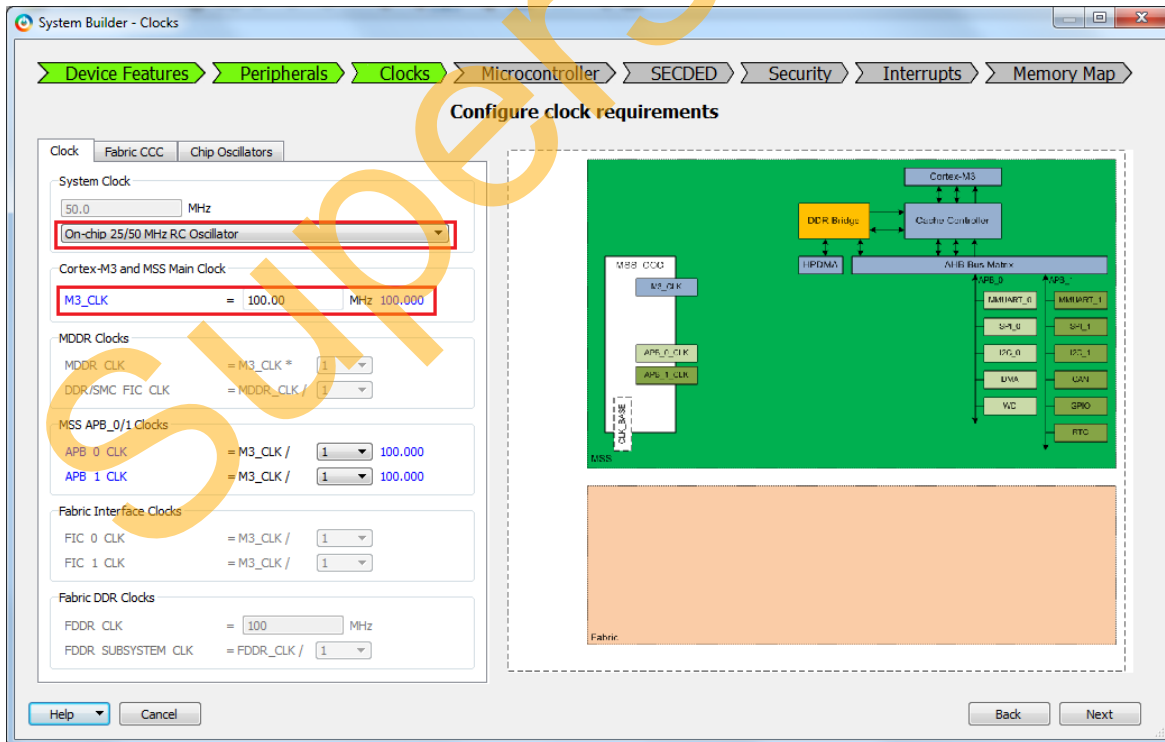 System Builder - Clocks
Device Features
Peripherals
Clocks
Microcontroller
SECDED
Security
Interrupts
Memory Map
Configure clock requirements
Clock
Fabric CCC
Chip Oscillators
System Clock
50.0 MHz
On-chip 25/50 MHz RC Oscillator
Cortex-M3 and MSS Main Clock
M3_CLK = 100.00 MHz 100.000
MDDR Clocks
MDDR CLK = M3_CLK * 1
DDR/SMC FIC CLK = MDDR_CLK / 1
MSS APB_0/1 Clocks
APB 0 CLK = M3_CLK / 1 100.000
APB 1 CLK = M3_CLK / 1 100.000
Fabric Interface Clocks
FIC 0 CLK = M3_CLK / 1
FIC 1 CLK = M3_CLK / 1
Fabric DDR Clocks
FDDR CLK = 100 MHz
FDDR SUBSYSTEM CLK = FDDR_CLK / 1
Cortex-M3
DDR Bridge
Cache Controller
HPDMA
AHB Bus Matrix
MSS CCC
M3_CLK
APB_0_CLK
APB_1_CLK
CLK_BASE
APB_0
APB_1
MMUART_0
MMUART_1
SPI_0
SPI_1
I2C_0
I2C_1
DMA
CAN
WD
GPIO
RTC
MSS
Fabric
Help
Cancel
Back
Next
Supers